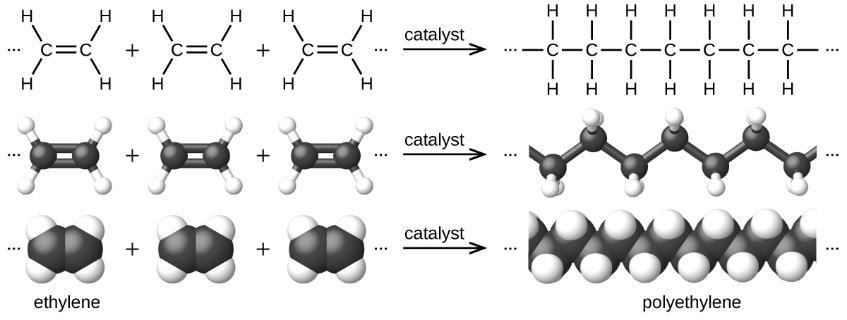 H H H H H H H H H H H H H
··· C = C + C = C + C = C ··· catalyst ··· C C C C C C C ···
H H H H H H H H H H H H H
··· + + ··· catalyst ··· ···
··· + + ··· catalyst ··· ···
ethylene polyethylene